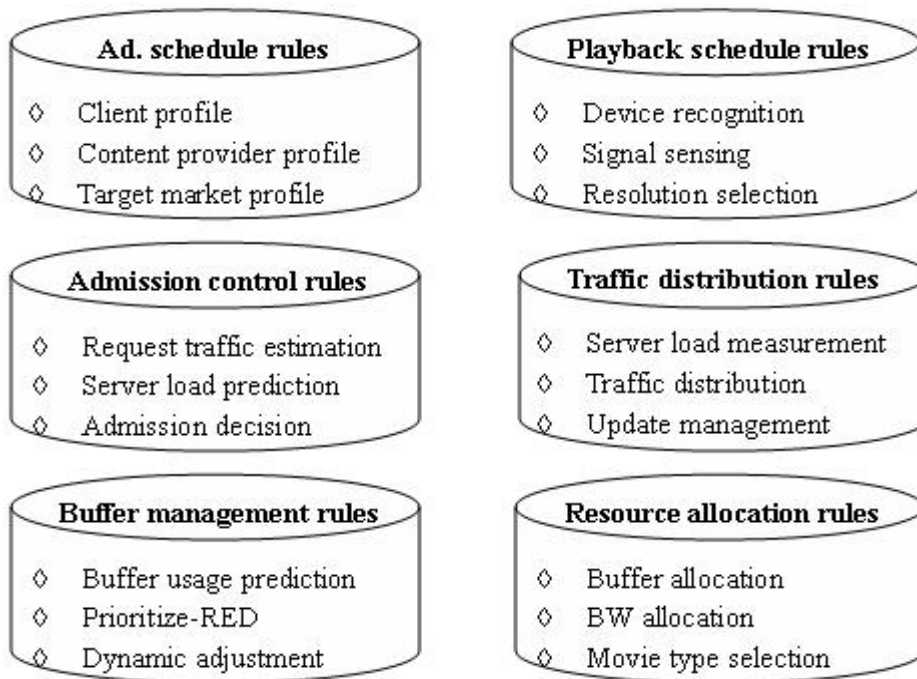 Ad. schedule rules
◊ Client profile
◊ Content provider profile
◊ Target market profile
Playback schedule rules
◊ Device recognition
◊ Signal sensing
◊ Resolution selection
Admission control rules
◊ Request traffic estimation
◊ Server load prediction
◊ Admission decision
Traffic distribution rules
◊ Server load measurement
◊ Traffic distribution
◊ Update management
Buffer management rules
◊ Buffer usage prediction
◊ Prioritize-RED
◊ Dynamic adjustment
Resource allocation rules
◊ Buffer allocation
◊ BW allocation
◊ Movie type selection